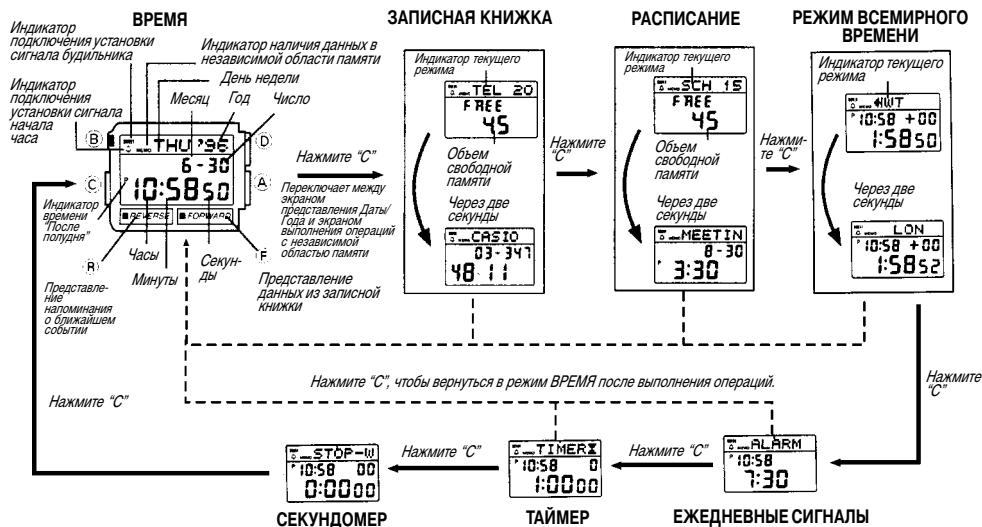 ВРЕМЯ
Индикатор
подключения установки
сигнала будильника
Индикатор наличия данных в
независимой области памяти
День недели
Индикатор
подключения
установки сигнала
начала
часа
Месяц
Год
Число
B
D
C
A
THU '96
6-30
P
10:58 50
REVERSE
FORWARD
Индикатор
времени
"После
полудня"
Часы
Минуты
Секун-
ды
R
F
Представле-
ние
напоминания
о ближайшем
событии
Представление
данных из записной
книжки
Нажмите "C"
Переключает между
экраном
представления Даты/
Года и экраном
выполнения операций
с независимой
областью памяти
ЗАПИСНАЯ КНИЖКА
Индикатор текущего
режима
TEL 20
FREE
45
Объем
свободной
памяти
Через две
секунды
CASIO
03-347
48 11
Нажмите
"C"
РАСПИСАНИЕ
Индикатор текущего
режима
SCH 15
FREE
45
Объем
свободной
памяти
Через две
секунды
MEETIN
8-30
P
3:30
Нажми-
те "C"
РЕЖИМ ВСЕМИРНОГО
ВРЕМЕНИ
Индикатор текущего
режима
WT
P 10:58 +00
1:58 50
Через две
секунды
LON
P 10:58 +00
1:58 52
Нажмите
"C"
Нажмите "C", чтобы вернуться в режим ВРЕМЯ после выполнения операций.
Нажмите "C"
STOP-W
P 10:58 00
0:00 00
СЕКУНДОМЕР
Нажмите "C"
TIMER
P 10:58 0
1:00 00
ТАЙМЕР
Нажмите "C"
ALARM
P 10:58
7:30
ЕЖЕДНЕВНЫЕ СИГНАЛЫ